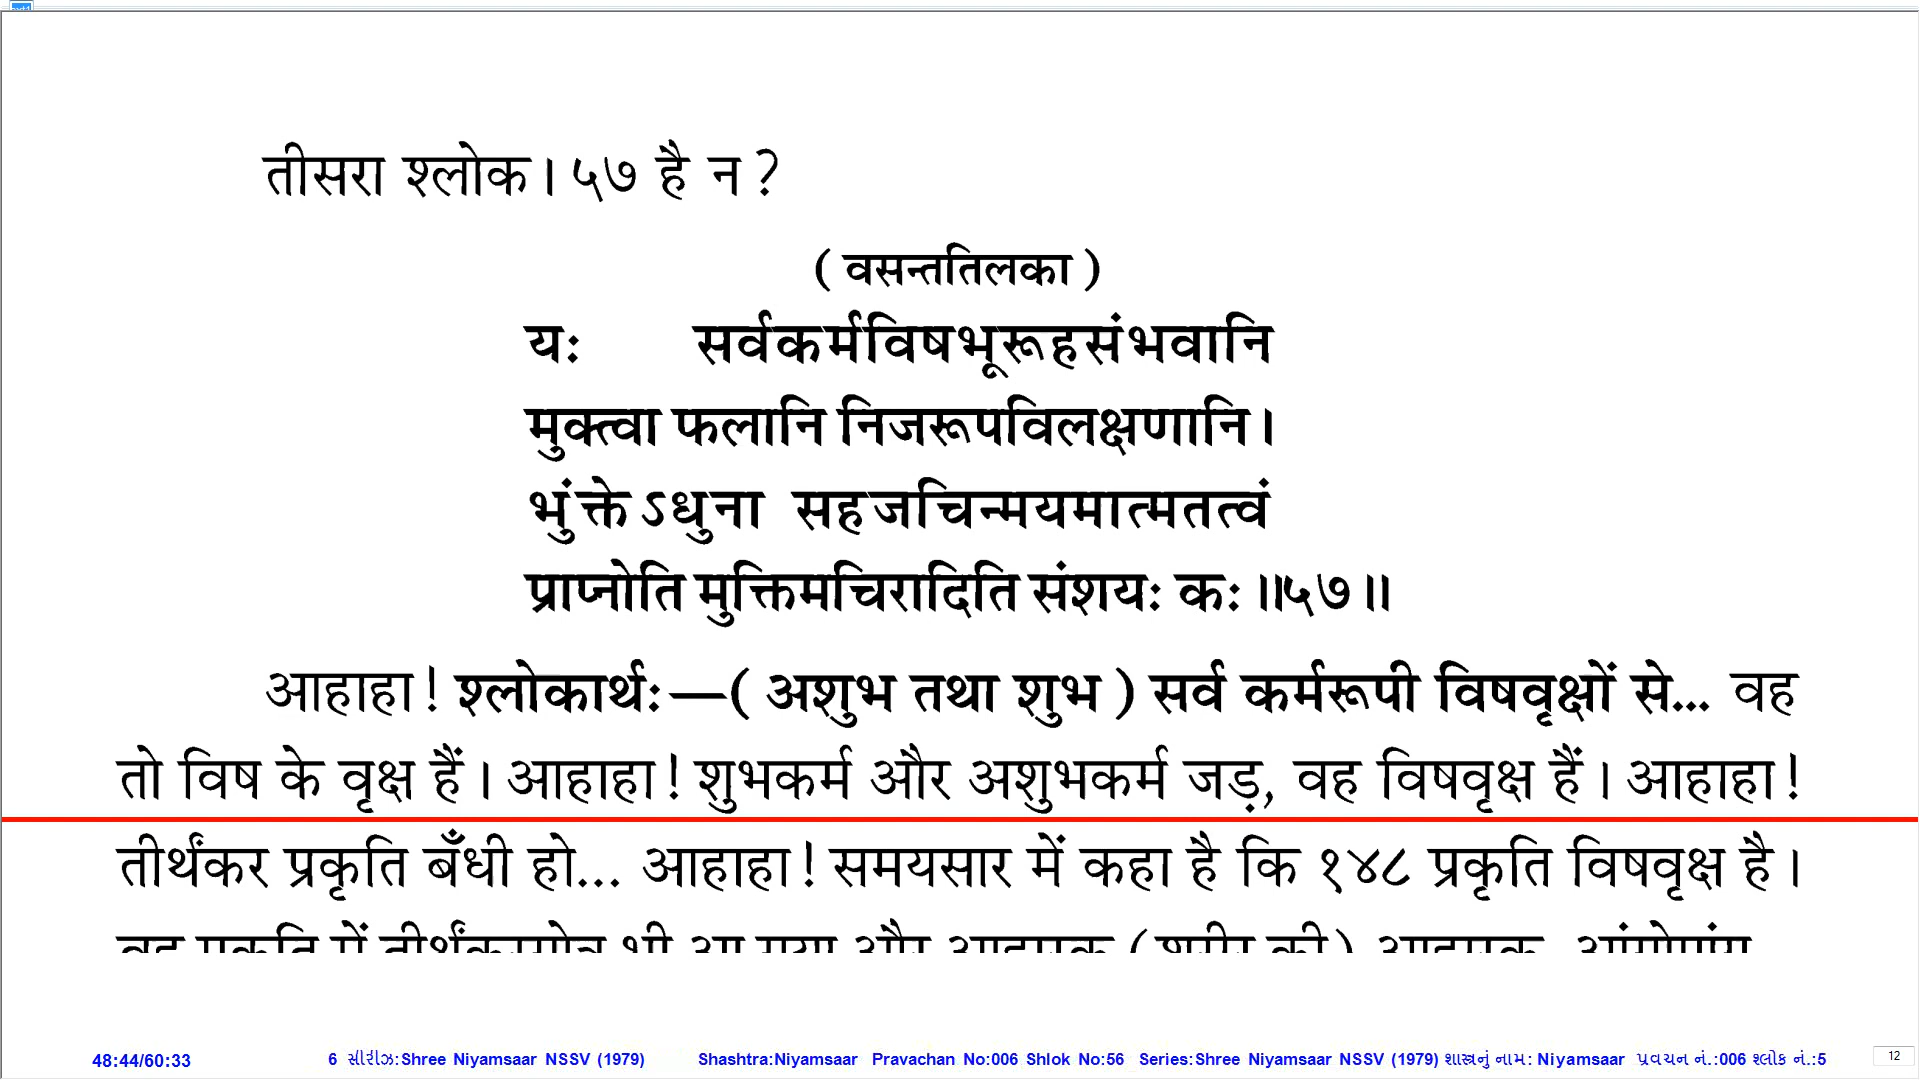 तीसरा श्लोक। ५७ है न ?
( वसन्ततिलका )
यः सर्वकर्मविषभूरूहसंभवानि
मुक्त्वा फलानि निजरूपविलक्षणानि।
भुंक्तेऽधुना सहजचिन्मयमात्मतत्वं
प्राप्नोति मुक्तिमचिरादिति संशयः कः॥५७॥
आहाहा! श्लोकार्थः—( अशुभ तथा शुभ ) सर्व कर्मरूपी विषवृक्षों से... वह
तो विष के वृक्ष हैं। आहाहा! शुभकर्म और अशुभकर्म जड़, वह विषवृक्ष हैं। आहाहा!
तीर्थंकर प्रकृति बँधी हो... आहाहा! समयसार में कहा है कि १४८ प्रकृति विषवृक्ष है।
48:44/60:33 6 સીરીઝ:Shree Niyamsaar NSSV (1979) Shashtra:Niyamsaar Pravachan No:006 Shlok No:56 Series:Shree Niyamsaar NSSV (1979) શાસ્ત્રનું નામ: Niyamsaar પ્રવચન નં.:006 શ્લોક નં.:5 12